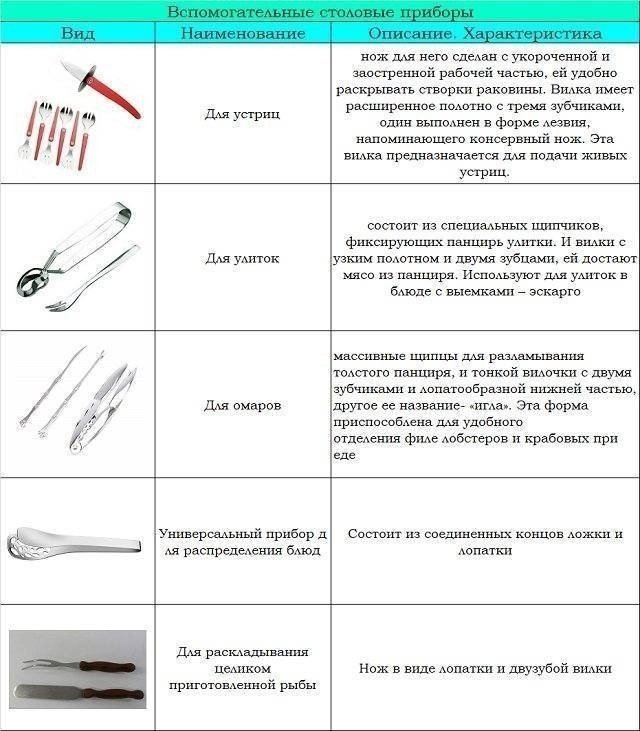 Вспомогательные столовые приборы
Вид
Наименование
Описание. Характеристика
Для устриц
нож для него сделан с укороченной и
заостренной рабочей частью, ей удобно
раскрывать створки раковины. Вилка имеет
расширенное полотно с тремя зубчиками,
один выполнен в форме лезвия,
напоминающего консервный нож. Эта
вилка предназначается для подачи живых
устриц.
Для улиток
состоит из специальных щипчиков,
фиксирующих панцирь улитки. И вилки с
узким полотном и двумя зубцами, ей достают
мясо из панциря. Используют для улиток в
блюде с выемками – эскарго
Для омаров
массивные щипцы для разламывания
толстого панциря, и тонкой вилочки с двумя
зубчиками и лопатообразной нижней частью,
другое ее название- «игла». Эта форма
приспособлена для удобного
отделения филе лобстеров и крабовых при
еде
Универсальный прибор д
ля распределения блюд
Состоит из соединенных концов ложки и
лопатки
Для раскладывания
целиком
приготовленной рыбы
Нож в виде лопатки и двузубой вилки